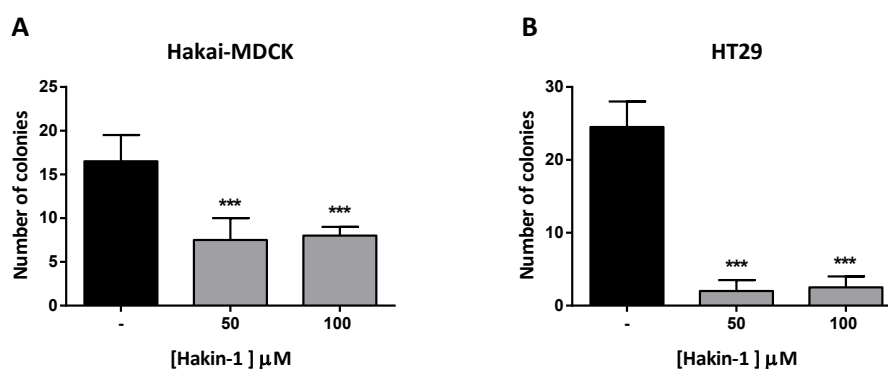 A
Hakai-MDCK
Number of colonies
25
20
15
10
5
0
***
***
-
50
100
[Hakin-1 ] μM
B
HT29
Number of colonies
30
20
10
0
***
***
-
50
100
[Hakin-1 ] μM